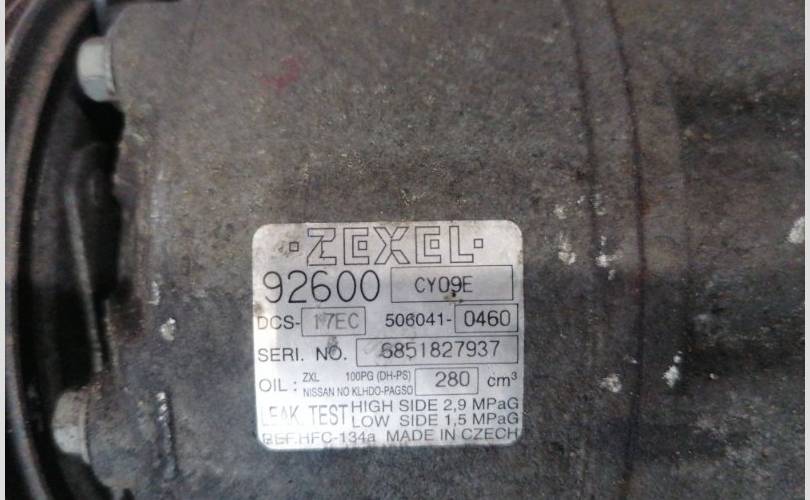 ZEXEL
92600 CY09E
DCS- 17EC 506041- 0460
SERI. NO. 6851827937
OIL : ZXL 100PG (DH-PS) 280 cm³
NISSAN NO KLHDO-PAGSO
LEAK TEST HIGH SIDE 2,9 MPaG
LOW SIDE 1,5 MPaG
REF.HFC-134a MADE IN CZECH